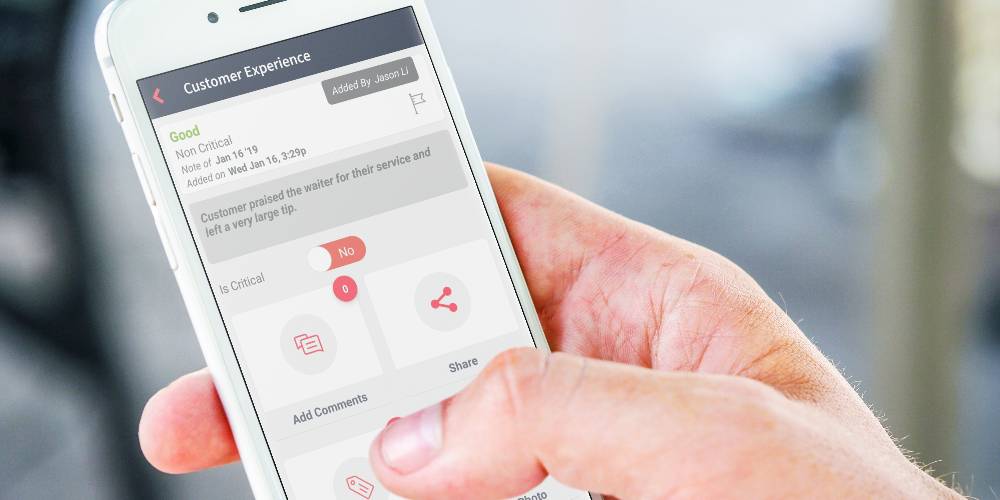 Customer Experience
Added By Jason Li
Good
Non Critical
Note of Jan 16 '19
Added on Wed Jan 16, 3:29p
Customer praised the waiter for their service and
left a very large tip.
Is Critical
No
0
Add Comments
Share
Photo